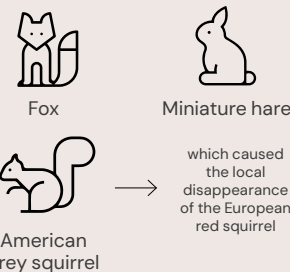 Fox
Miniature hare
which caused
the local
disappearance
of the European
red squirrel
American
rey squirrel